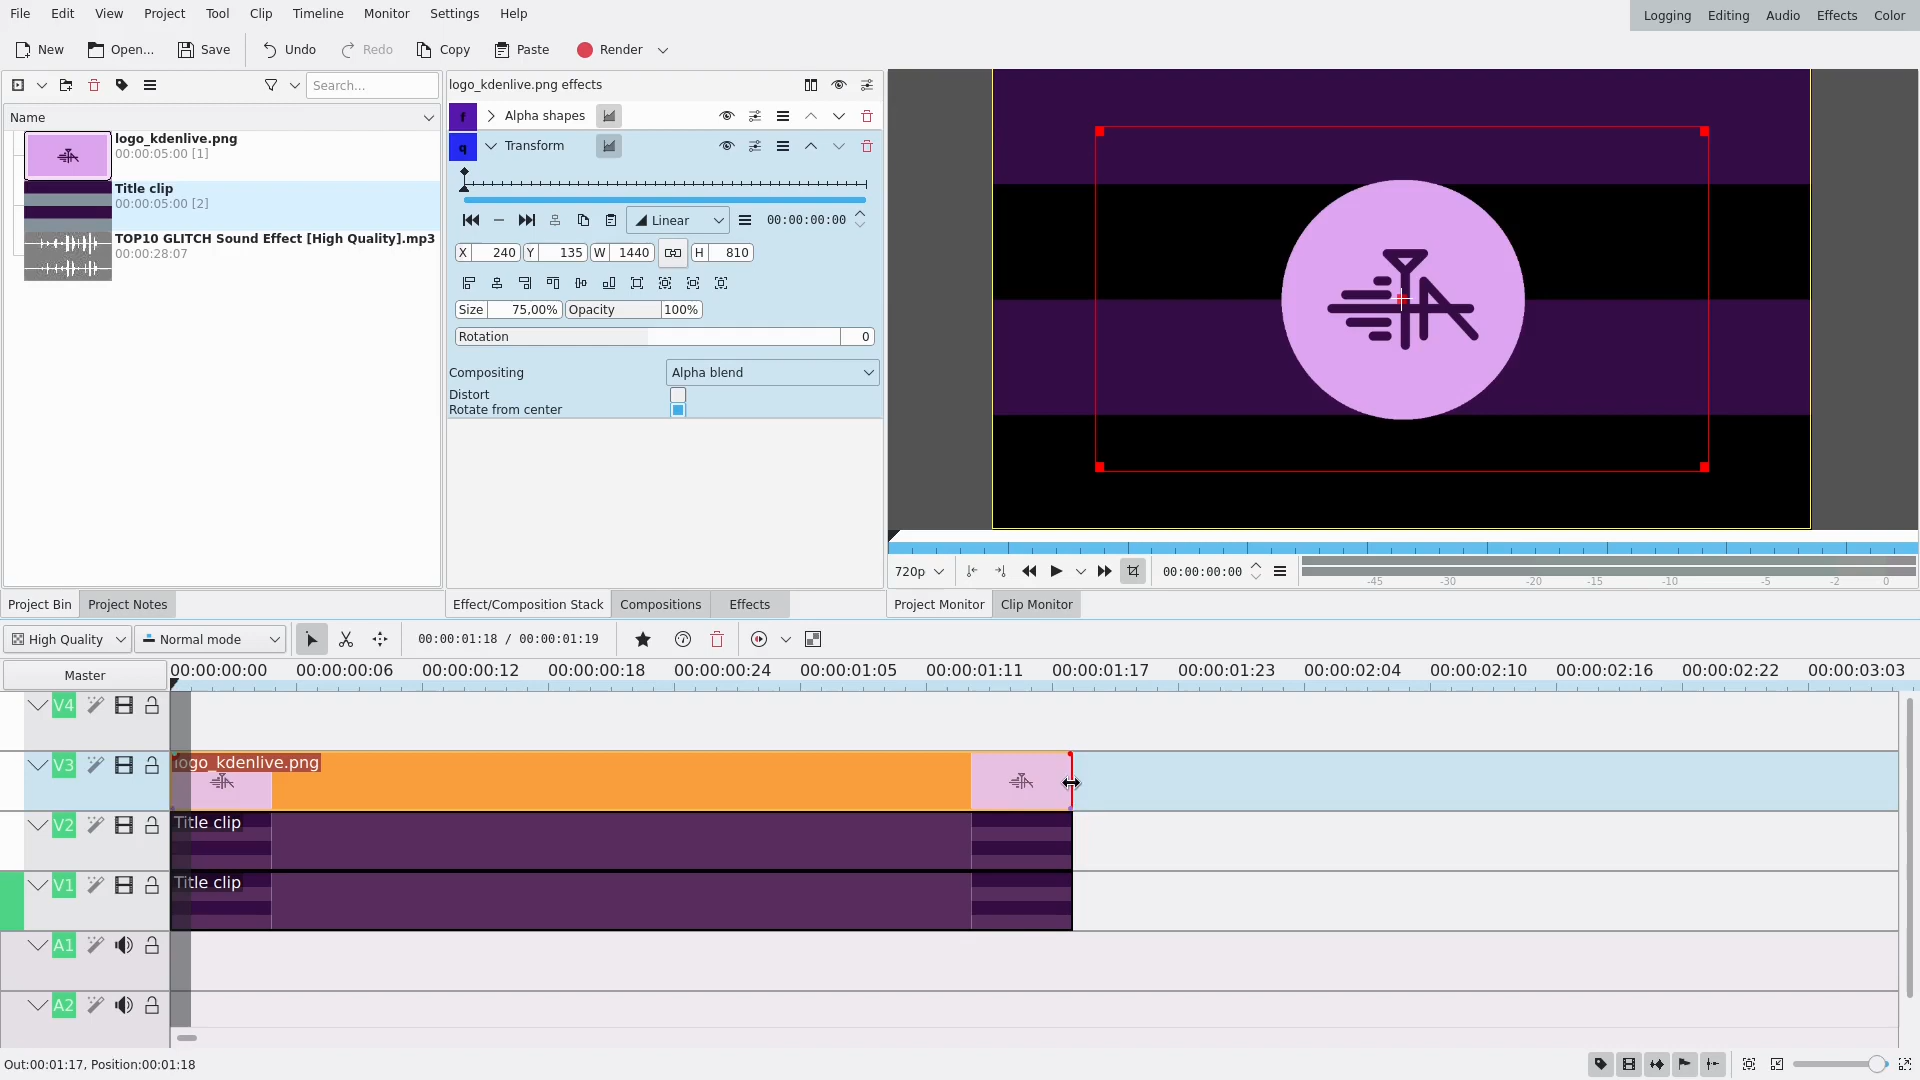 File Edit View Project Tool Clip Timeline Monitor Settings Help
Logging Editing Audio Effects Color
New Open... Save Undo Redo Copy Paste Render
Search...
Name
logo_kdenlive.png
00:00:05:00 [1]
Title clip
00:00:05:00 [2]
TOP10 GLITCH Sound Effect [High Quality].mp3
00:00:28:07
Project Bin Project Notes
logo_kdenlive.png effects
f Alpha shapes
q Transform
Linear 00:00:00:00
X 240 Y 135 W 1440 H 810
Size 75,00% Opacity 100%
Rotation 0
Compositing Alpha blend
Distort
Rotate from center
Effect/Composition Stack Compositions Effects
720p 00:00:00:00
-45 -30 -20 -15 -10 -5 -2 0
Project Monitor Clip Monitor
High Quality Normal mode 00:00:01:18 / 00:00:01:19
Master 00:00:00:00 00:00:00:06 00:00:00:12 00:00:00:18 00:00:00:24 00:00:01:05 00:00:01:11 00:00:01:17 00:00:01:23 00:00:02:04 00:00:02:10 00:00:02:16 00:00:02:22 00:00:03:03
V4
V3 logo_kdenlive.png
V2 Title clip
V1 Title clip
A1
A2
Out:00:01:17, Position:00:01:18